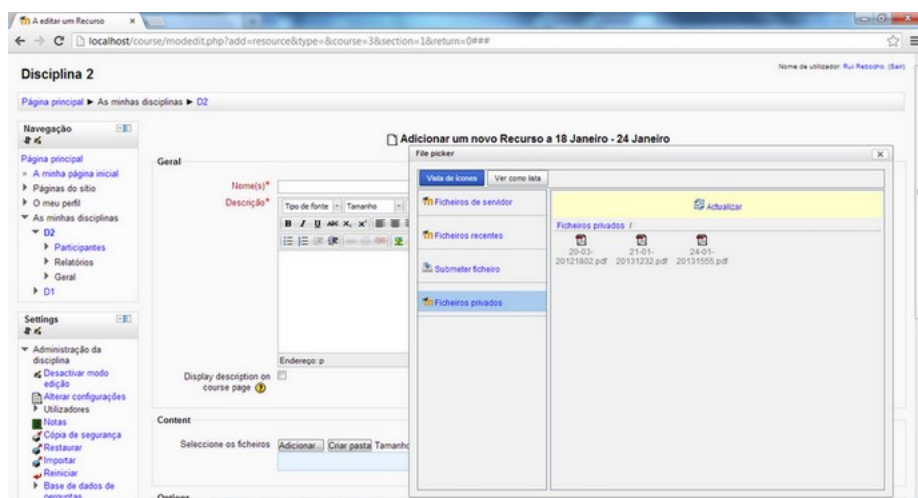 A editar um Recurso
localhost/course/modedit.php?add=resource&type=&course=3&section=1&return=0###
Disciplina 2
Nome de utilizador: Rui Rebocho. (Sair)
Página principal ► As minhas disciplinas ► D2
Navegação
Página principal
A minha página inicial
Páginas do sítio
O meu perfil
As minhas disciplinas
D2
Participantes
Relatórios
Geral
D1
Settings
Administração da
disciplina
Desactivar modo
edição
Alterar configurações
Utilizadores
Notas
Cópia de segurança
Restaurar
Importar
Reiniciar
Base de dados de
perguntas
Adicionar um novo Recurso a 18 Janeiro - 24 Janeiro
Geral
Nome(s)*
Descrição*
Tipo de fonte
Tamanho
Endereço: p
Display description on
course page
Content
Seleccione os ficheiros
Adicionar...
Criar pasta
Tamanho
Options
File picker
Vista de ícones
Ver como lista
Ficheiros de servidor
Ficheiros recentes
Submeter ficheiro
Ficheiros privados
Actualizar
Ficheiros privados /
20-03-
20121802.pdf
21-01-
20131232.pdf
24-01-
20131555.pdf